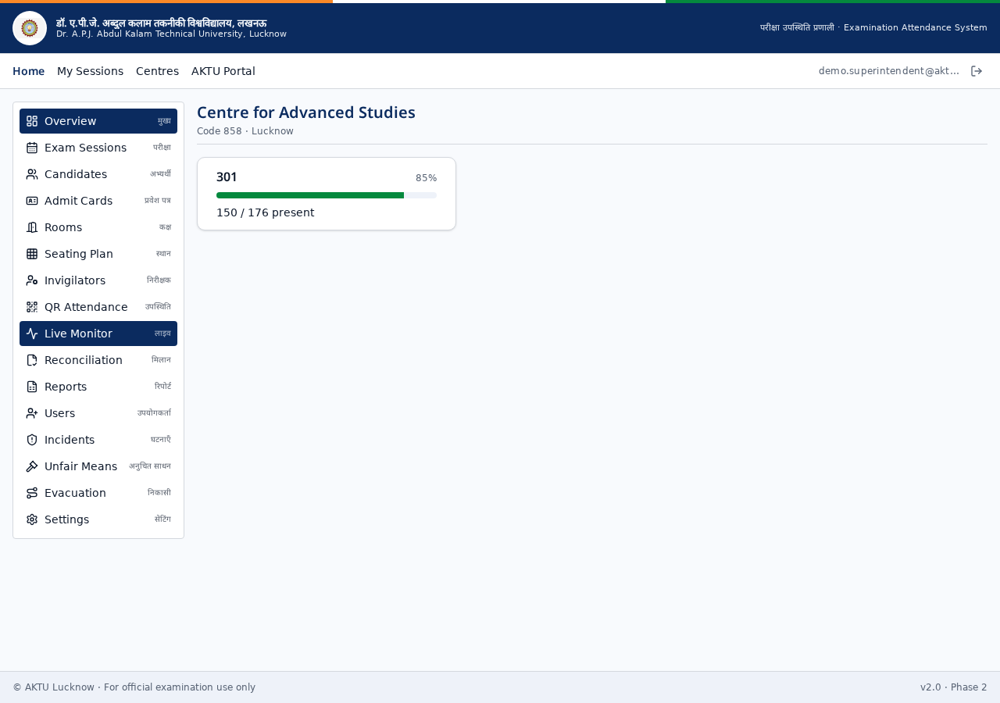 डॉ. ए.पी.जे. अब्दुल कलाम तकनीकी विश्वविद्यालय, लखनऊ
Dr. A.P.J. Abdul Kalam Technical University, Lucknow
परीक्षा उपस्थिति प्रणाली · Examination Attendance System
Home My Sessions Centres AKTU Portal
demo.superintendent@akt...
Overview मुख्य
Exam Sessions परीक्षा
Candidates अभ्यर्थी
Admit Cards प्रवेश पत्र
Rooms कक्ष
Seating Plan स्थान
Invigilators निरीक्षक
QR Attendance उपस्थिति
Live Monitor लाइव
Reconciliation मिलान
Reports रिपोर्ट
Users उपयोगकर्ता
Incidents घटनाएँ
Unfair Means अनुचित साधन
Evacuation निकासी
Settings सेटिंग
Centre for Advanced Studies
Code 858 · Lucknow
301 85%
150 / 176 present
© AKTU Lucknow · For official examination use only
v2.0 · Phase 2